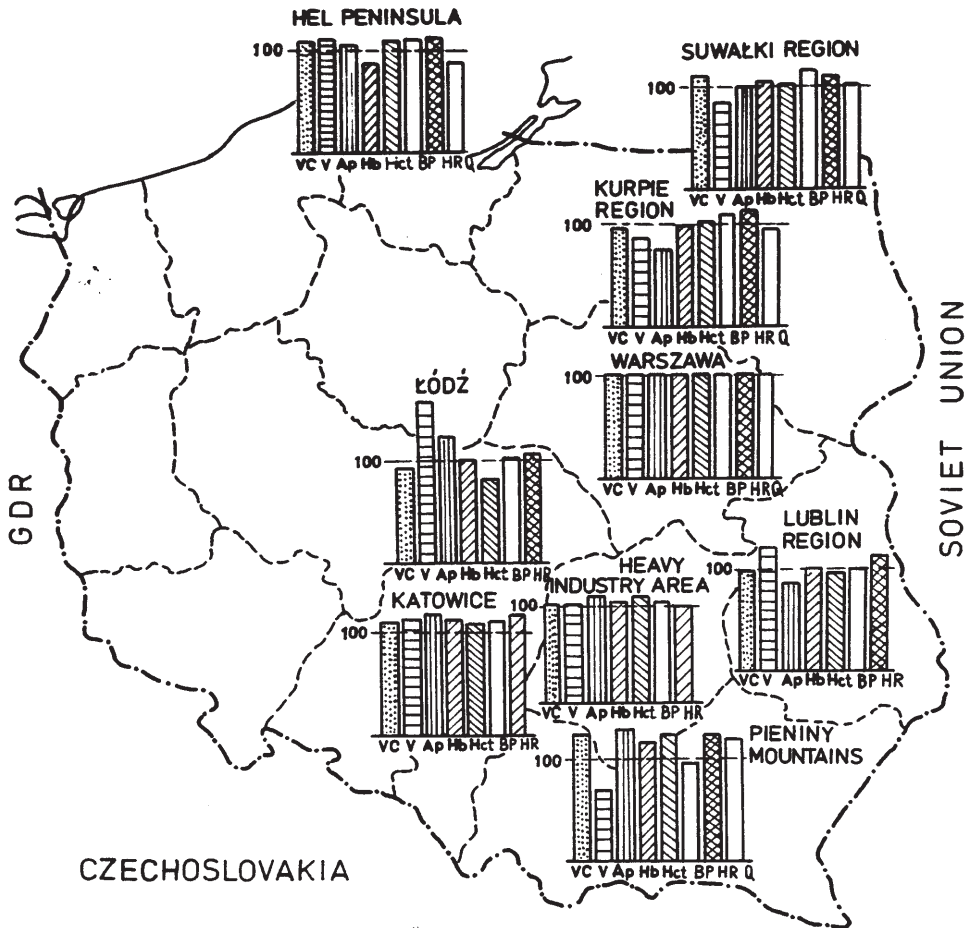 HEL PENINSULA
100
VC V Ap Hb Hct BP HR Q
SUWAŁKI REGION
100
VC V Ap Hb Hct BP HR Q
KURPIE
REGION
100
VC V Ap Hb Hct BP HR Q
WARSZAWA
100
VC V Ap Hb Hct BP HR Q
ŁÓDŹ
100
VC V Ap Hb Hct BP HR
LUBLIN
REGION
100
VC V Ap Hb Hct BP HR
HEAVY
INDUSTRY AREA
100
VC V Ap Hb Hct BP HR
KATOWICE
100
VC V Ap Hb Hct BP HR
PIENINY
MOUNTAINS
100
VC V Ap Hb Hct BP HR Q
GDR
SOVIET UNION
CZECHOSLOVAKIA